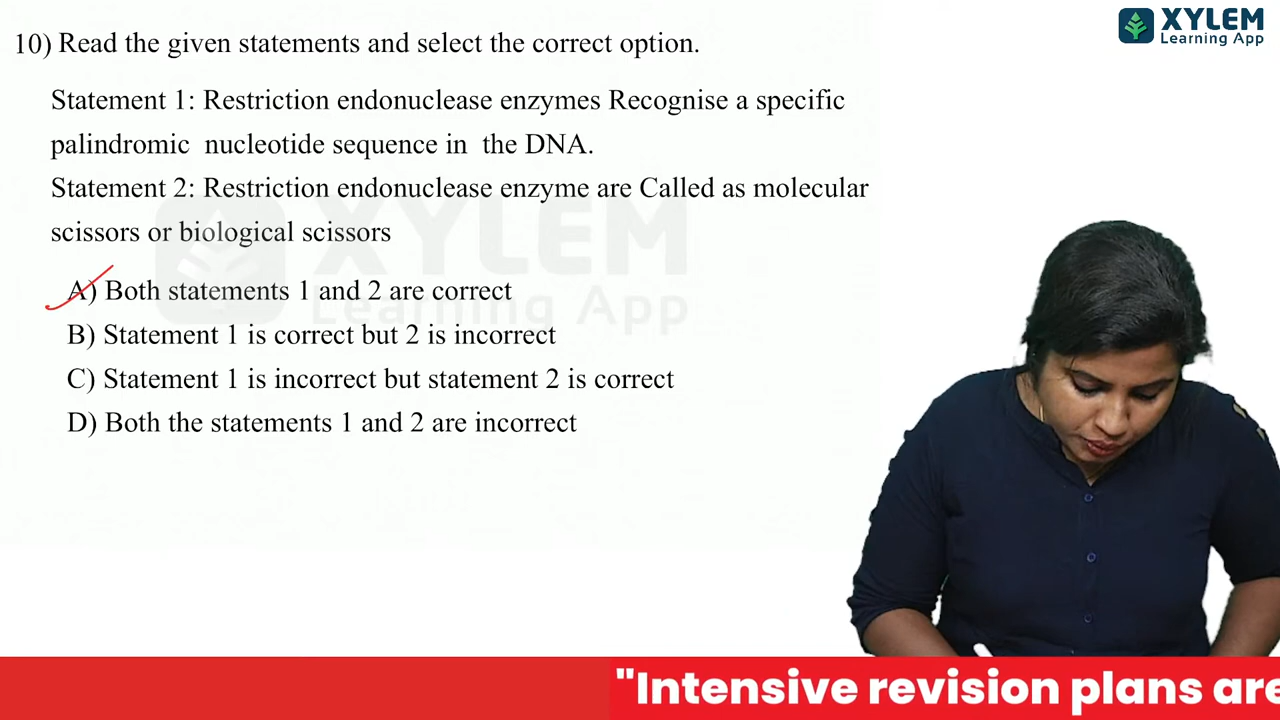 XYLEM
Learning App
10) Read the given statements and select the correct option.
Statement 1: Restriction endonuclease enzymes Recognise a specific
palindromic nucleotide sequence in the DNA.
Statement 2: Restriction endonuclease enzyme are Called as molecular
scissors or biological scissors
XYLEM
Learning App
A) Both statements 1 and 2 are correct
B) Statement 1 is correct but 2 is incorrect
C) Statement 1 is incorrect but statement 2 is correct
D) Both the statements 1 and 2 are incorrect
"Intensive revision plans are